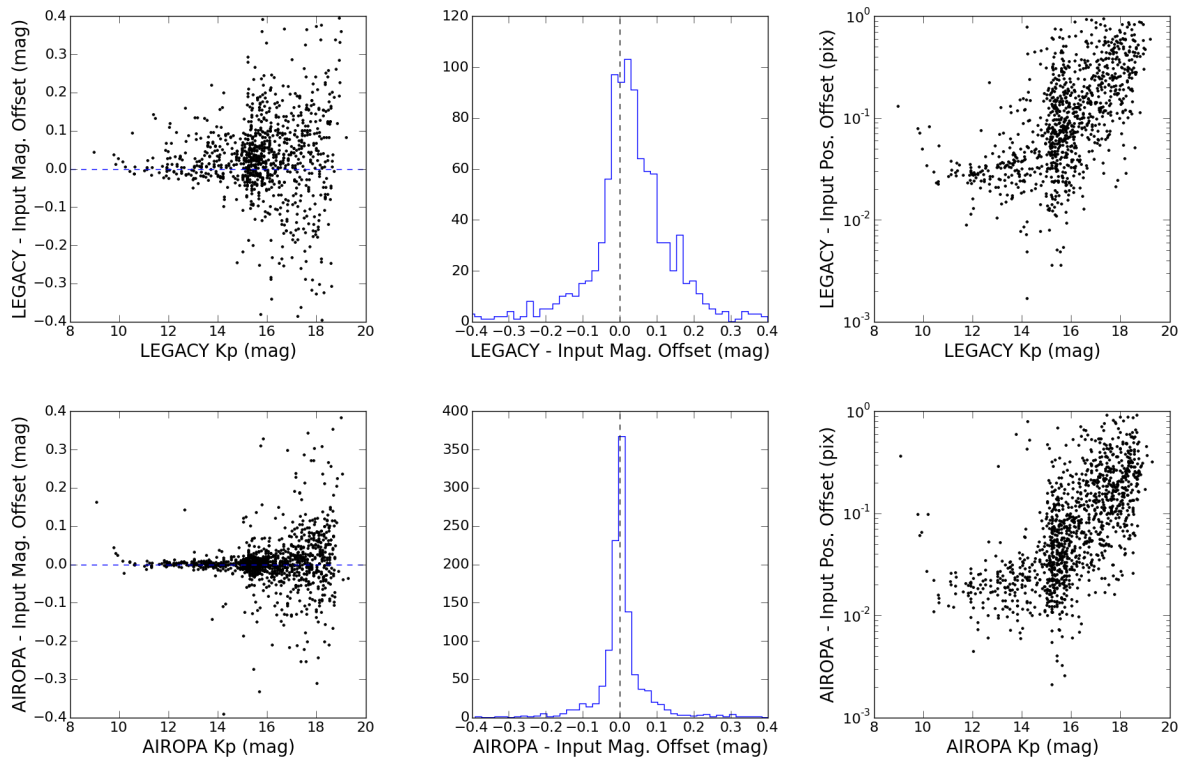 LEGACY - Input Mag. Offset (mag)
0.4
0.3
0.2
0.1
0.0
−0.1
−0.2
−0.3
−0.4
8 10 12 14 16 18 20
LEGACY Kp (mag)
120
100
80
60
40
20
0
−0.4 −0.3 −0.2 −0.1 0.0 0.1 0.2 0.3 0.4
LEGACY - Input Mag. Offset (mag)
LEGACY - Input Pos. Offset (pix)
10^0
10^-1
10^-2
10^-3
8 10 12 14 16 18 20
LEGACY Kp (mag)
AIROPA - Input Mag. Offset (mag)
0.4
0.3
0.2
0.1
0.0
−0.1
−0.2
−0.3
−0.4
8 10 12 14 16 18 20
AIROPA Kp (mag)
400
350
300
250
200
150
100
50
0
−0.4 −0.3 −0.2 −0.1 0.0 0.1 0.2 0.3 0.4
AIROPA - Input Mag. Offset (mag)
AIROPA - Input Pos. Offset (pix)
10^0
10^-1
10^-2
10^-3
8 10 12 14 16 18 20
AIROPA Kp (mag)